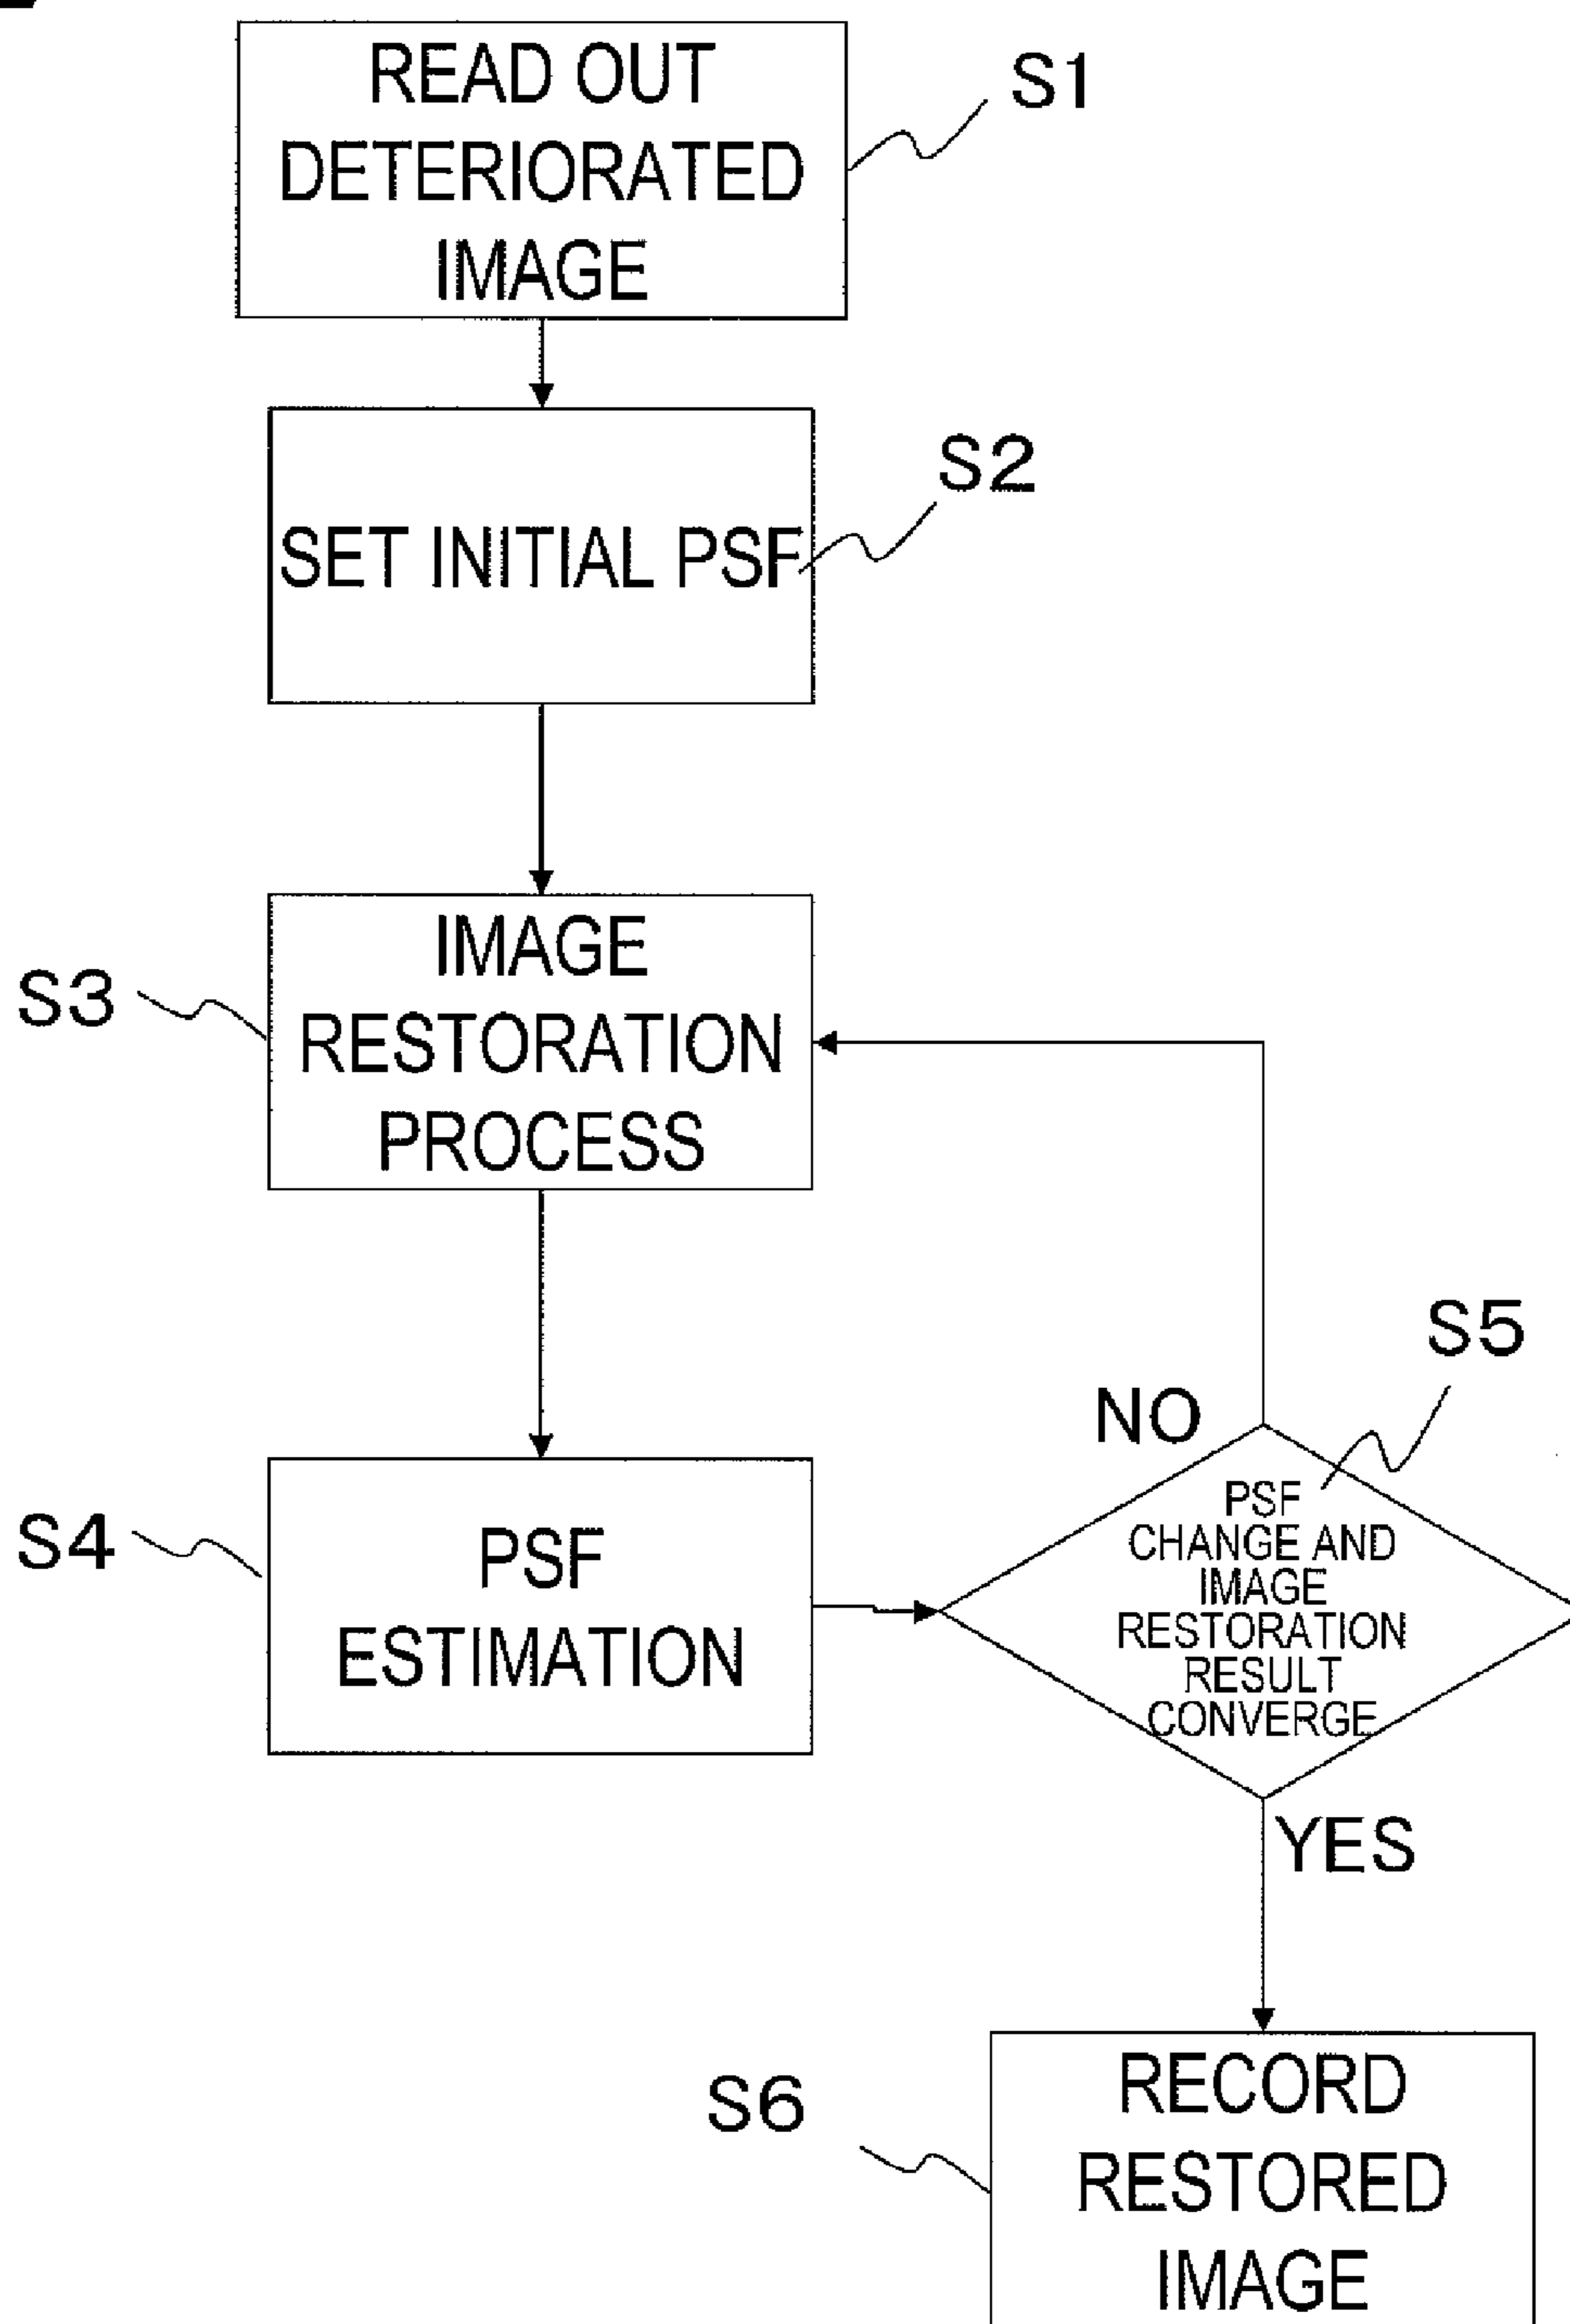 READ OUT
DETERIORATED
IMAGE
S1
SET INITIAL PSF
S2
S3
IMAGE
RESTORATION
PROCESS
S4
PSF
ESTIMATION
S5
NO
PSF
CHANGE AND
IMAGE
RESTORATION
RESULT
CONVERGE
YES
S6
RECORD
RESTORED
IMAGE